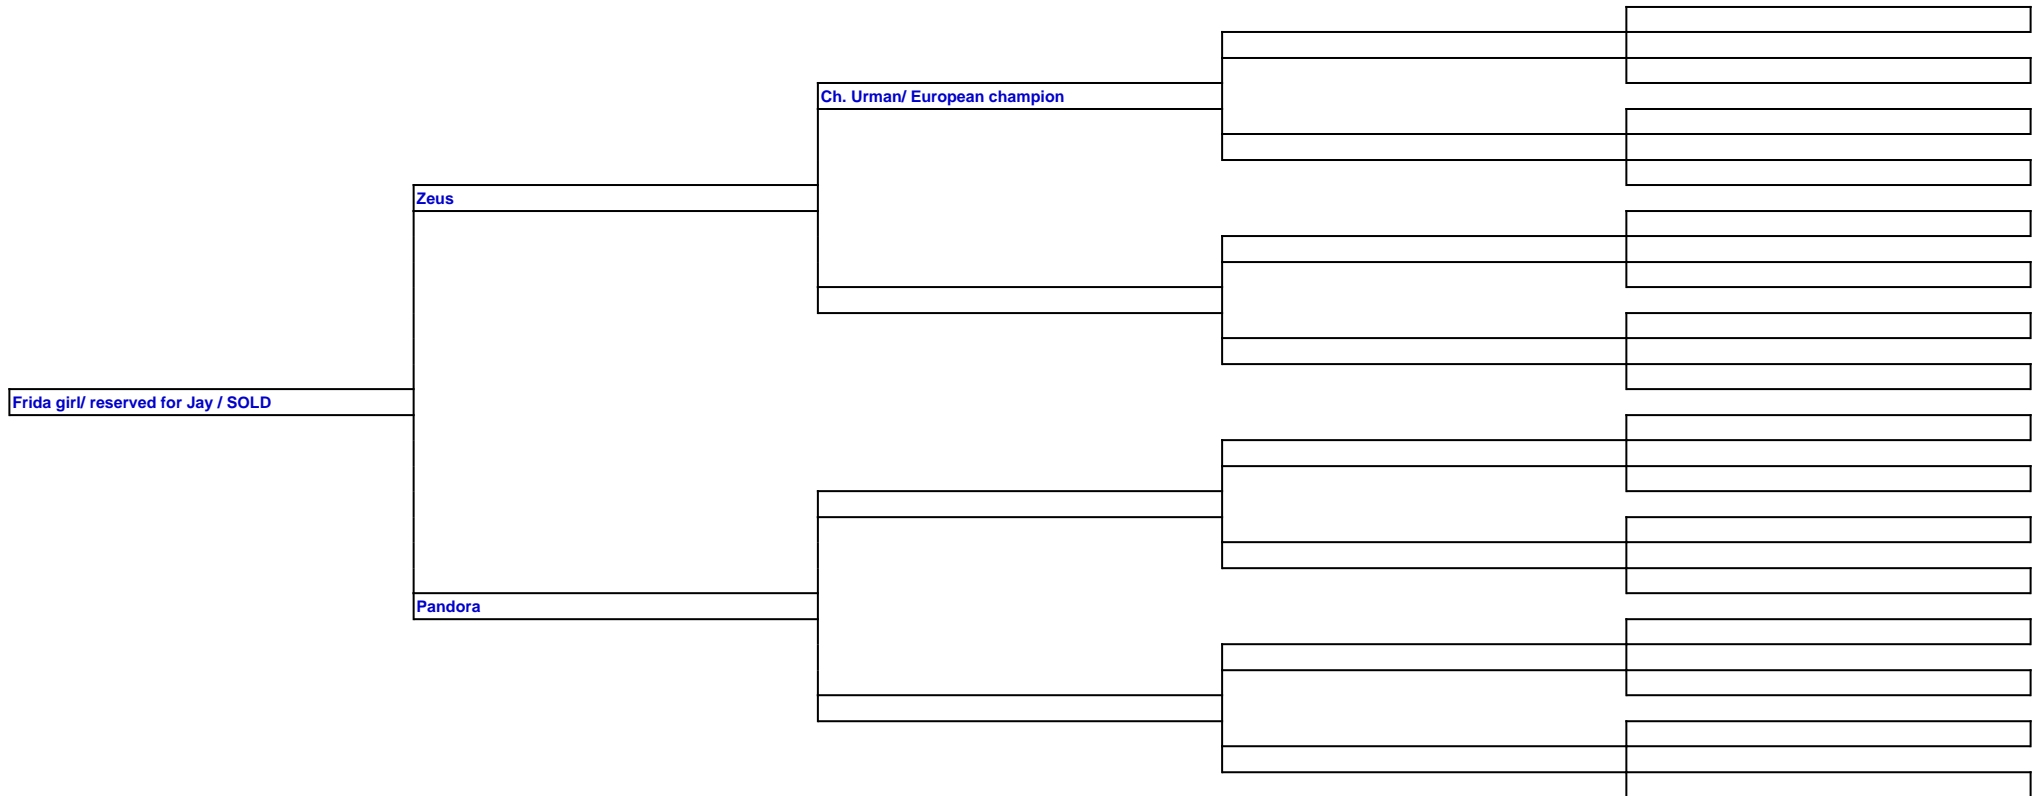 Ch. Urman/ European champion
Zeus
Frida girl/ reserved for Jay / SOLD
Pandora